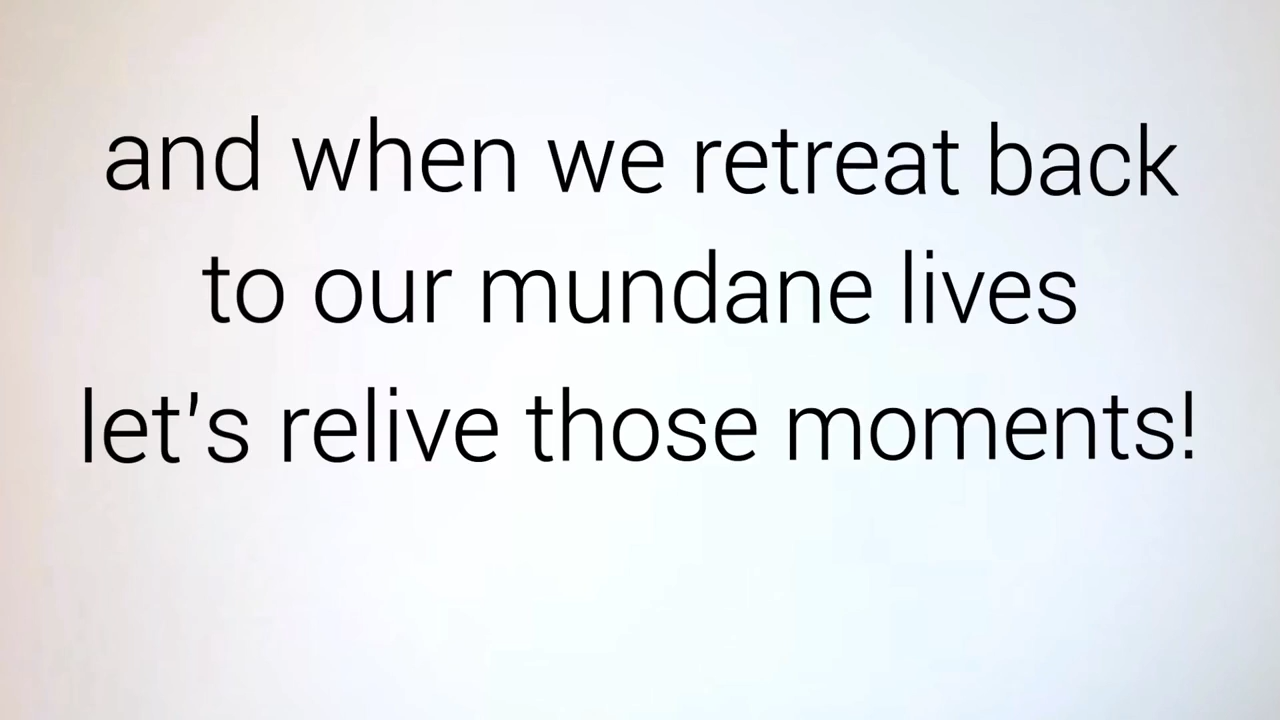 and when we retreat back
to our mundane lives
let's relive those moments!